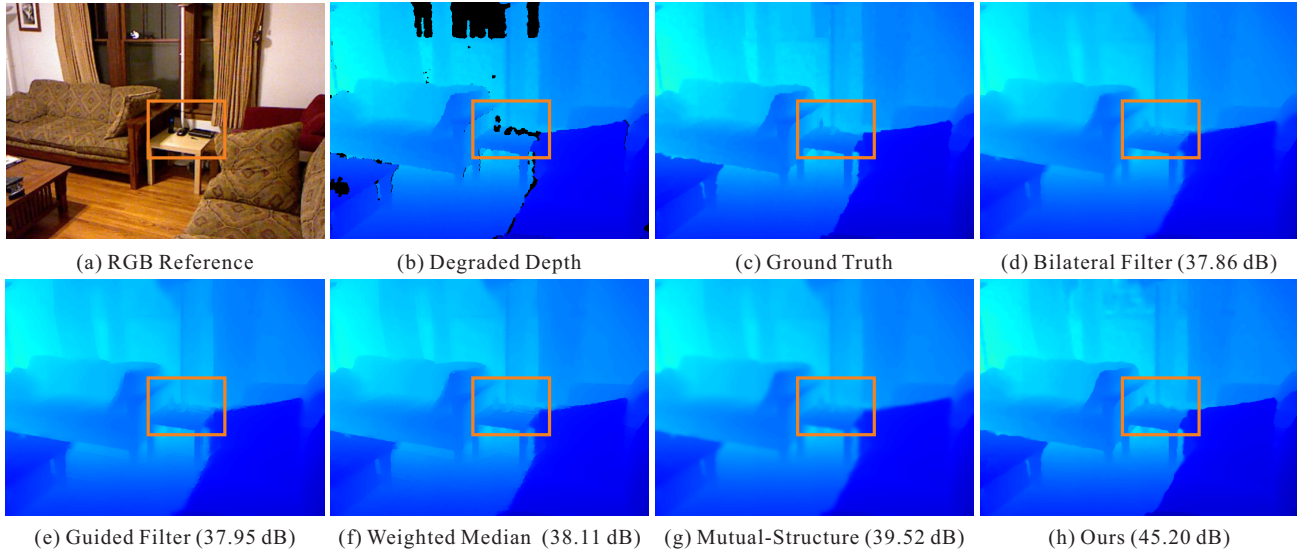 (a) RGB Reference
(b) Degraded Depth
(c) Ground Truth
(d) Bilateral Filter (37.86 dB)
(e) Guided Filter (37.95 dB)
(f) Weighted Median (38.11 dB)
(g) Mutual-Structure (39.52 dB)
(h) Ours (45.20 dB)